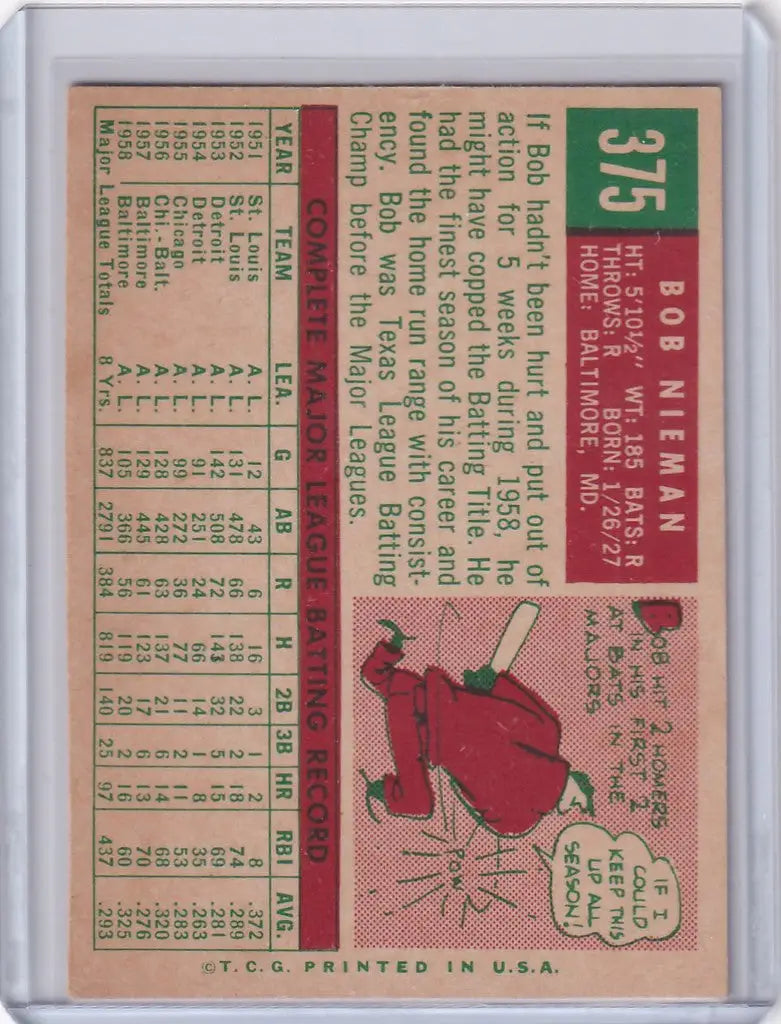 375
BOB NIEMAN
HT: 5'10½" WT: 185 BATS: R
THROWS: R BORN: 1/26/27
HOME: BALTIMORE, MD.
If Bob hadn't been hurt and put out of
action for 5 weeks during 1958, he
might have copped the Batting Title. He
had the finest season of his career and
found the home run range with consist-
ency. Bob was Texas League Batting
Champ before the Major Leagues.
BOB HIT 2 HOMERS
IN HIS FIRST 2
AT BATS IN THE
MAJORS
IF I
COULD
KEEP THIS
UP ALL
SEASON!
POW
COMPLETE MAJOR LEAGUE BATTING RECORD
YEAR TEAM LEA. G AB R H 2B 3B HR RBI AVG.
1951 St. Louis A. L. 12 43 6 16 3 1 2 8 .372
1952 St. Louis A. L. 131 478 66 138 22 2 18 74 .289
1953 Detroit A. L. 142 508 72 143 32 5 15 69 .281
1954 Detroit A. L. 91 251 24 66 14 1 8 35 .263
1955 Chicago A. L. 99 272 36 77 11 2 11 53 .283
1956 Chi.-Balt. A. L. 128 428 63 137 21 6 14 68 .320
1957 Baltimore A. L. 129 445 61 123 17 6 13 70 .276
1958 Baltimore A. L. 105 366 56 119 20 2 16 60 .325
Major League Totals 8 Yrs. 837 2791 384 819 140 25 97 437 .293
©T.C.G. PRINTED IN U.S.A.